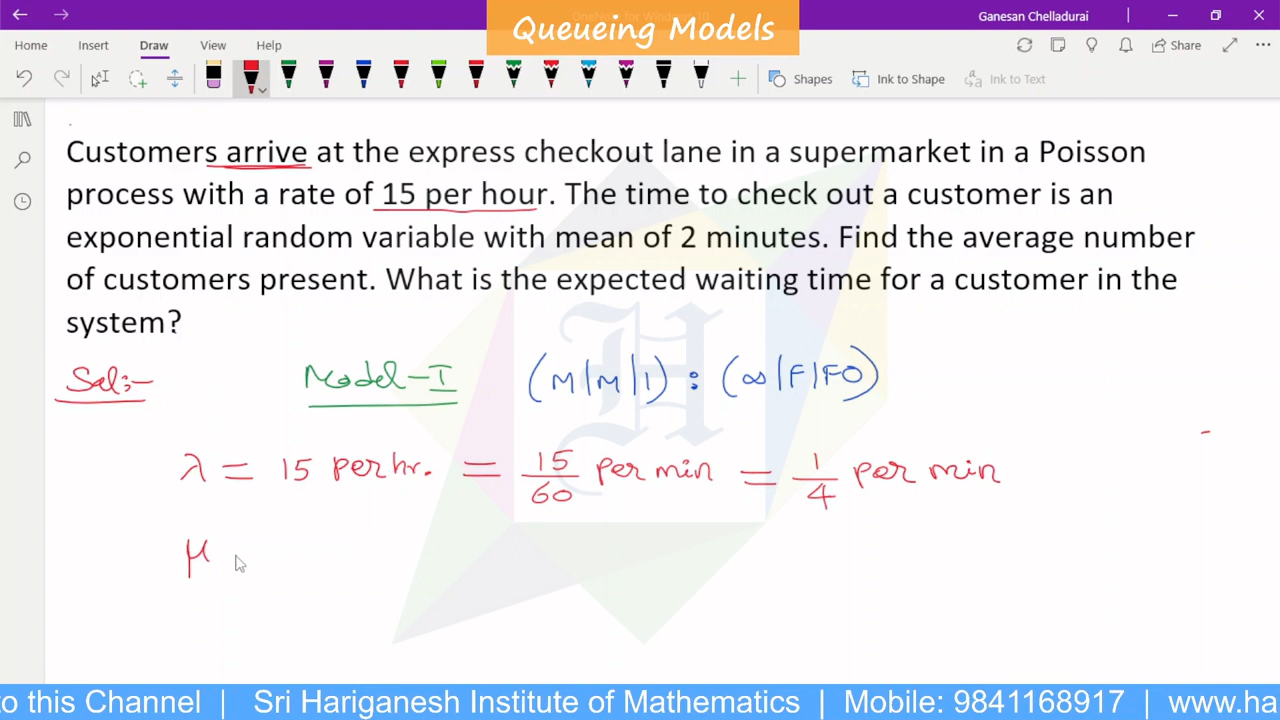 Queueing Models
Ganesan Chelladurai
Home Insert Draw View Help
Share
Shapes Ink to Shape Ink to Text
Customers arrive at the express checkout lane in a supermarket in a Poisson
process with a rate of 15 per hour. The time to check out a customer is an
exponential random variable with mean of 2 minutes. Find the average number
of customers present. What is the expected waiting time for a customer in the
system?
Sol:-
Model-I (M|M|1) : (∞|FIFO)
λ = 15 per hr. = 15/60 per min = 1/4 per min
μ
to this Channel | Sri Hariganesh Institute of Mathematics | Mobile: 9841168917 | www.ha